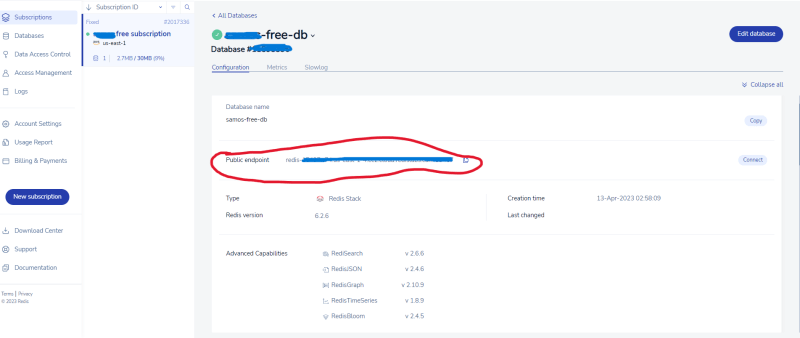 Subscriptions
Databases
Data Access Control
Access Management
Logs
Account Settings
Usage Report
Billing & Payments
New subscription
Download Center
Support
Documentation
Terms | Privacy
© 2023 Redis
Subscription ID
Fixed #2017336
free subscription
us-east-1
1 2.7MB / 30MB (8%)
All Databases
-free-db
Database #
Edit database
Configuration Metrics Slowlog
Collapse all
Database name
samos-free-db
Copy
Public endpoint redis-
Connect
Type Redis Stack
Creation time 13-Apr-2023 02:58:09
Redis version 6.2.6
Last changed
Advanced Capabilities
RediSearch v 2.6.6
RedisJSON v 2.4.6
RedisGraph v 2.10.9
RedisTimeSeries v 1.8.9
RedisBloom v 2.4.5